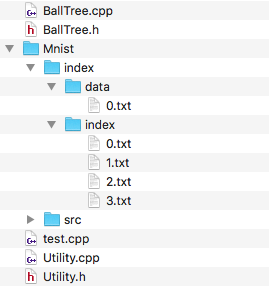 BallTree.cpp
BallTree.h
Mnist
index
data
0.txt
index
0.txt
1.txt
2.txt
3.txt
src
test.cpp
Utility.cpp
Utility.h